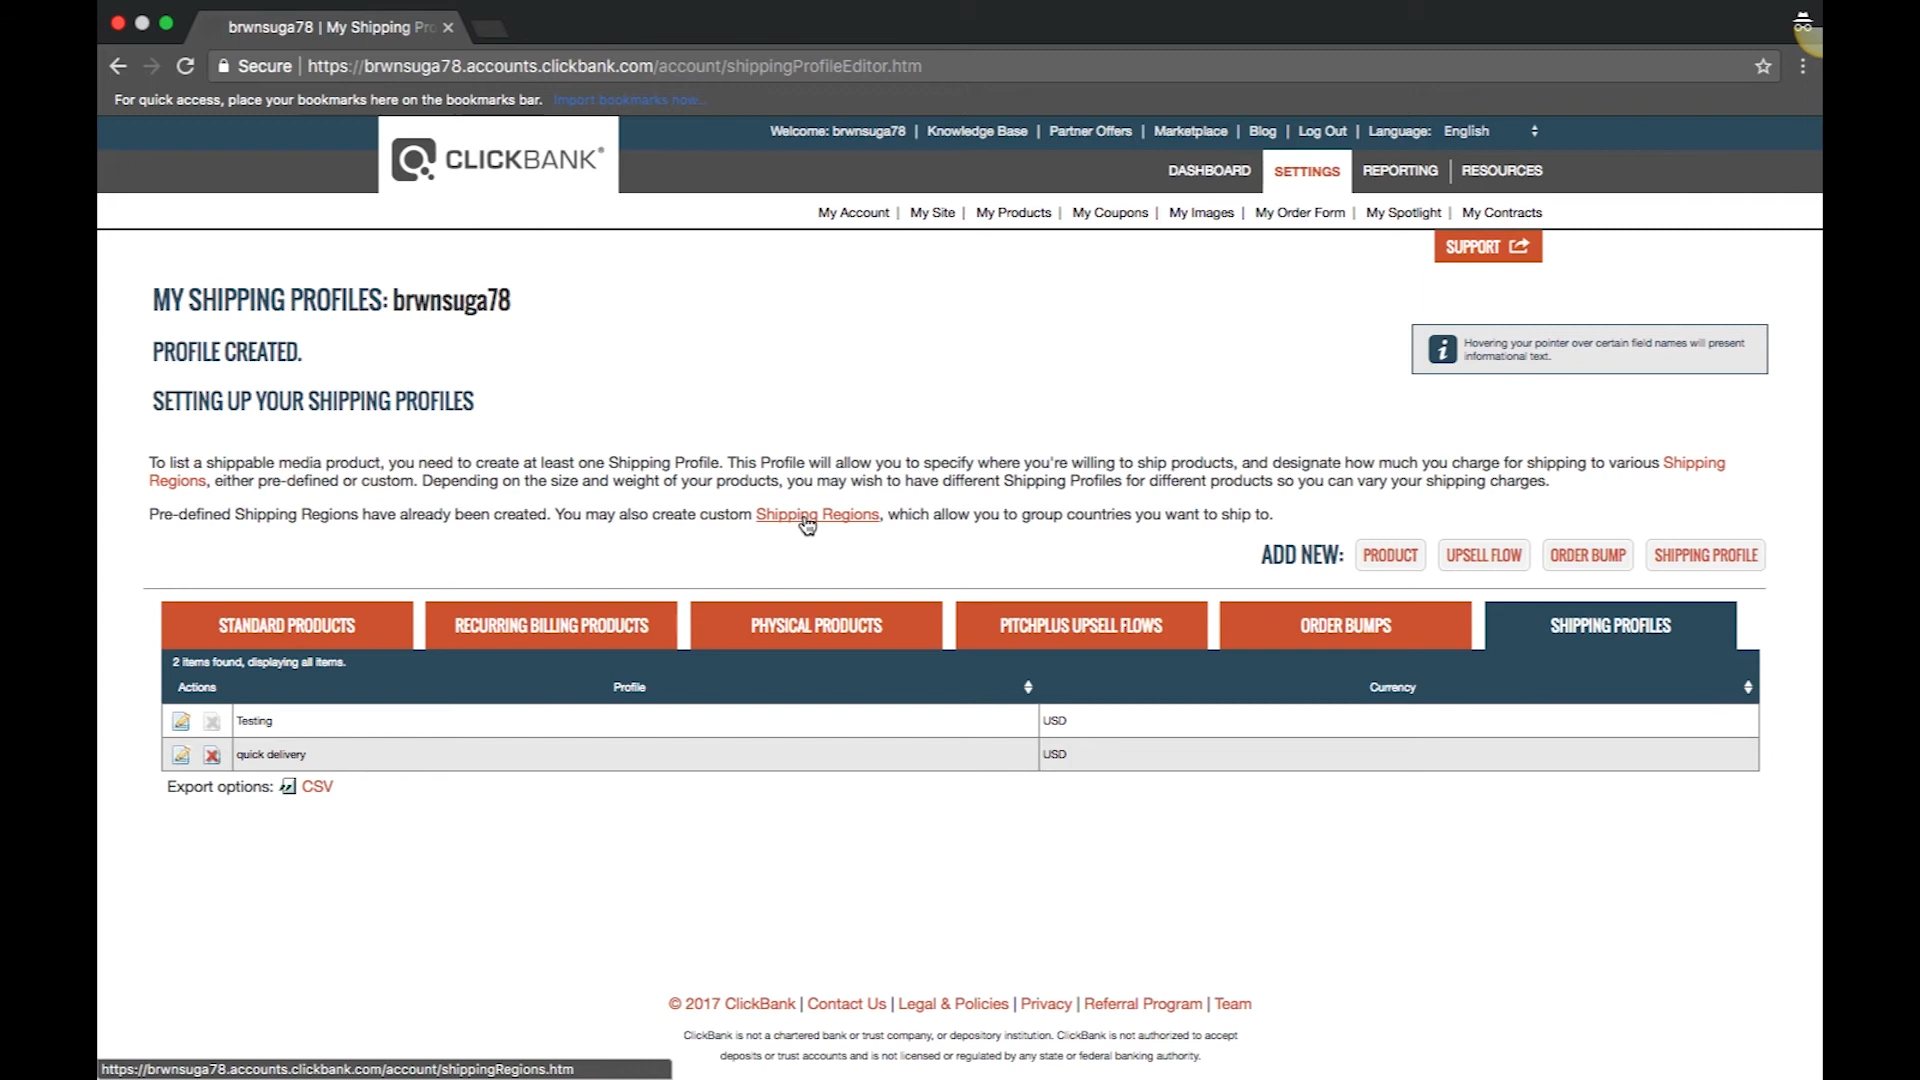 brwnsuga78 | My Shipping Pro
Secure | https://brwnsuga78.accounts.clickbank.com/account/shippingProfileEditor.htm
For quick access, place your bookmarks here on the bookmarks bar. Import bookmarks now...
Welcome: brwnsuga78 | Knowledge Base | Partner Offers | Marketplace | Blog | Log Out | Language: English
CLICKBANK®
DASHBOARD SETTINGS REPORTING | RESOURCES
My Account | My Site | My Products | My Coupons | My Images | My Order Form | My Spotlight | My Contracts
SUPPORT
MY SHIPPING PROFILES: brwnsuga78
PROFILE CREATED.
Hovering your pointer over certain field names will present
informational text.
SETTING UP YOUR SHIPPING PROFILES
To list a shippable media product, you need to create at least one Shipping Profile. This Profile will allow you to specify where you're willing to ship products, and designate how much you charge for shipping to various Shipping
Regions, either pre-defined or custom. Depending on the size and weight of your products, you may wish to have different Shipping Profiles for different products so you can vary your shipping charges.
Pre-defined Shipping Regions have already been created. You may also create custom Shipping Regions, which allow you to group countries you want to ship to.
ADD NEW: PRODUCT UPSELL FLOW ORDER BUMP SHIPPING PROFILE
STANDARD PRODUCTS RECURRING BILLING PRODUCTS PHYSICAL PRODUCTS PITCHPLUS UPSELL FLOWS ORDER BUMPS SHIPPING PROFILES
2 items found, displaying all items.
Actions Profile Currency
Testing USD
quick delivery USD
Export options: CSV
© 2017 ClickBank | Contact Us | Legal & Policies | Privacy | Referral Program | Team
ClickBank is not a chartered bank or trust company, or depository institution. ClickBank is not authorized to accept
deposits or trust accounts and is not licensed or regulated by any state or federal banking authority.
https://brwnsuga78.accounts.clickbank.com/account/shippingRegions.htm